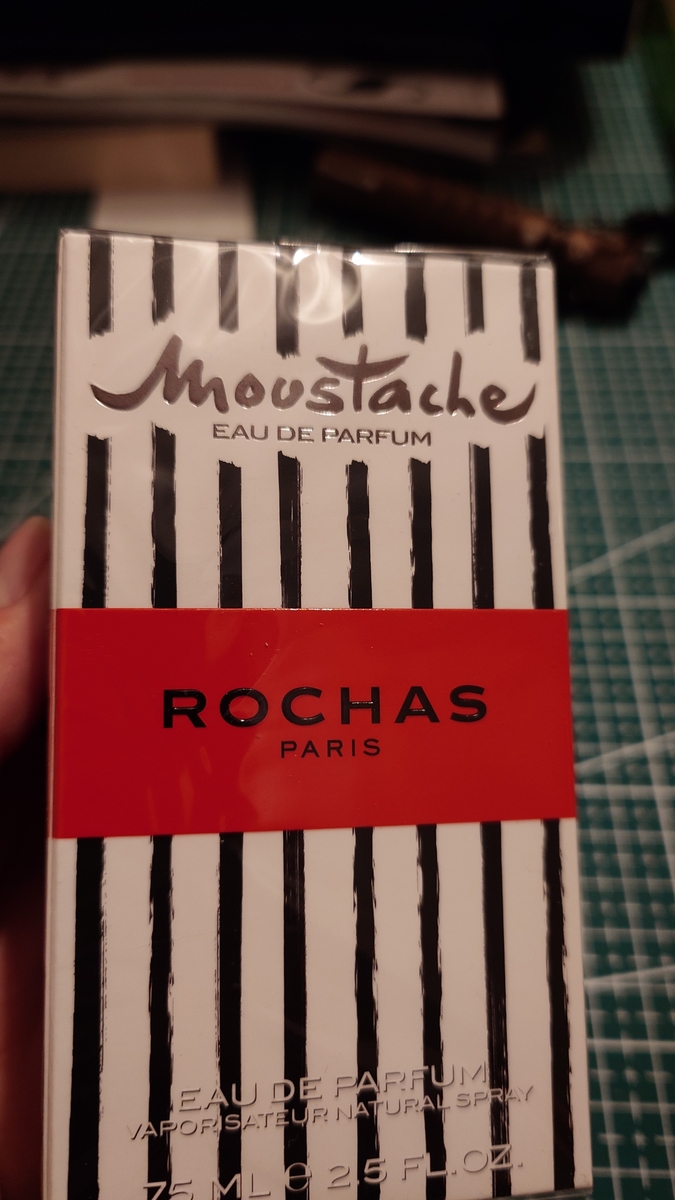 Moustache
EAU DE PARFUM
ROCHAS
PARIS
EAU DE PARFUM
VAPORISATEUR NATURAL SPRAY
75 ML ℮ 2.5 FL.OZ.